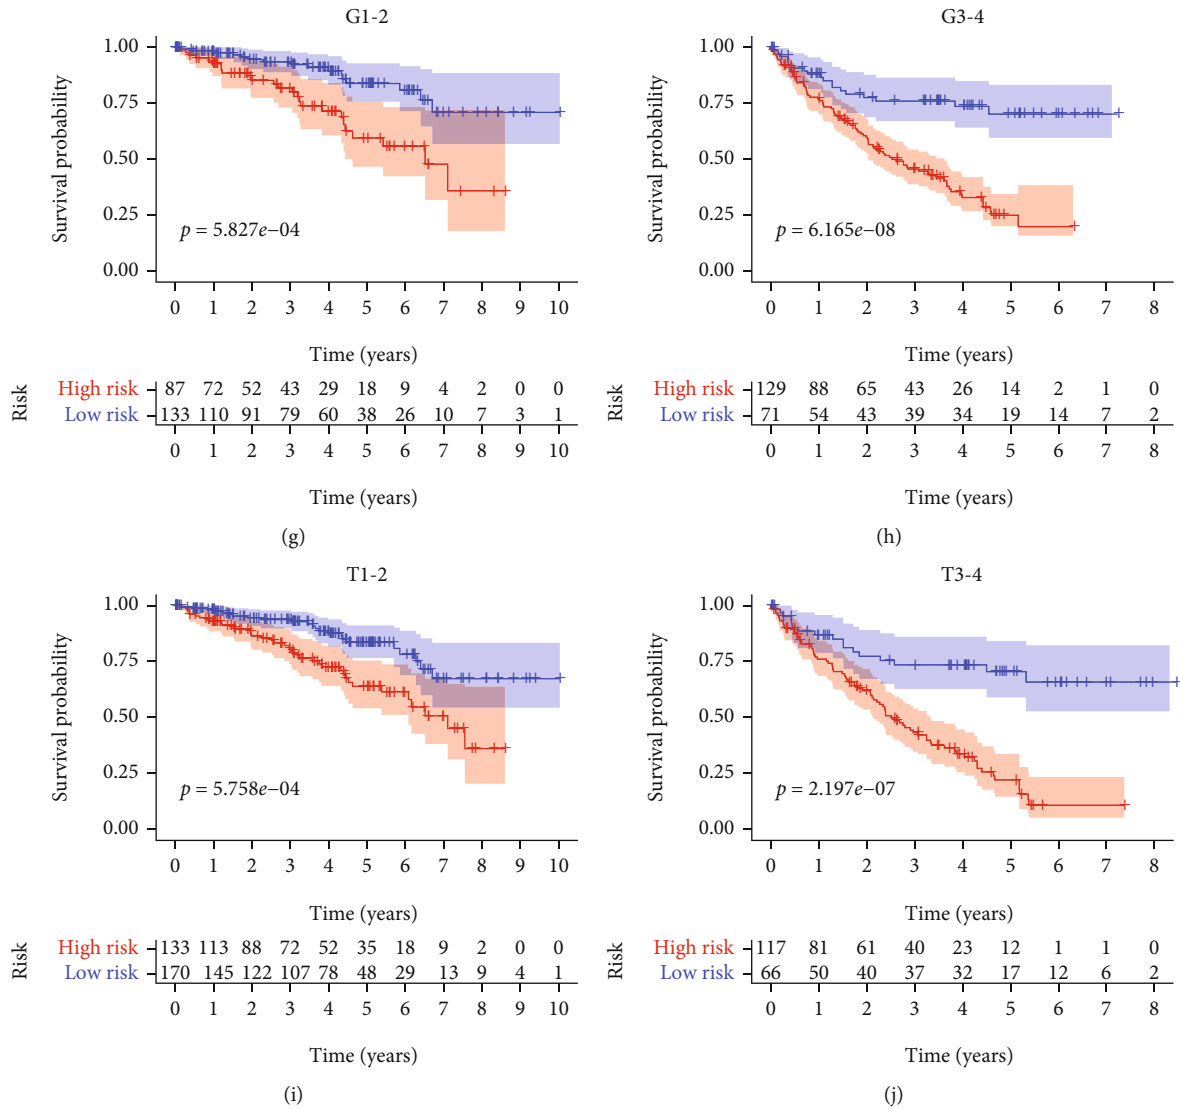 G1-2
Survival probability
1.00
0.75
0.50
0.25
0.00
p = 5.827e–04
0 1 2 3 4 5 6 7 8 9 10
Time (years)
Risk
High risk 87 72 52 43 29 18 9 4 2 0 0
Low risk 133 110 91 79 60 38 26 10 7 3 1
0 1 2 3 4 5 6 7 8 9 10
Time (years)
(g)
G3-4
Survival probability
1.00
0.75
0.50
0.25
0.00
p = 6.165e–08
0 1 2 3 4 5 6 7 8
Time (years)
Risk
High risk 129 88 65 43 26 14 2 1 0
Low risk 71 54 43 39 34 19 14 7 2
0 1 2 3 4 5 6 7 8
Time (years)
(h)
T1-2
Survival probability
1.00
0.75
0.50
0.25
0.00
p = 5.758e–04
0 1 2 3 4 5 6 7 8 9 10
Time (years)
Risk
High risk 133 113 88 72 52 35 18 9 2 0 0
Low risk 170 145 122 107 78 48 29 13 9 4 1
0 1 2 3 4 5 6 7 8 9 10
Time (years)
(i)
T3-4
Survival probability
1.00
0.75
0.50
0.25
0.00
p = 2.197e–07
0 1 2 3 4 5 6 7 8
Time (years)
Risk
High risk 117 81 61 40 23 12 1 1 0
Low risk 66 50 40 37 32 17 12 6 2
0 1 2 3 4 5 6 7 8
Time (years)
(j)